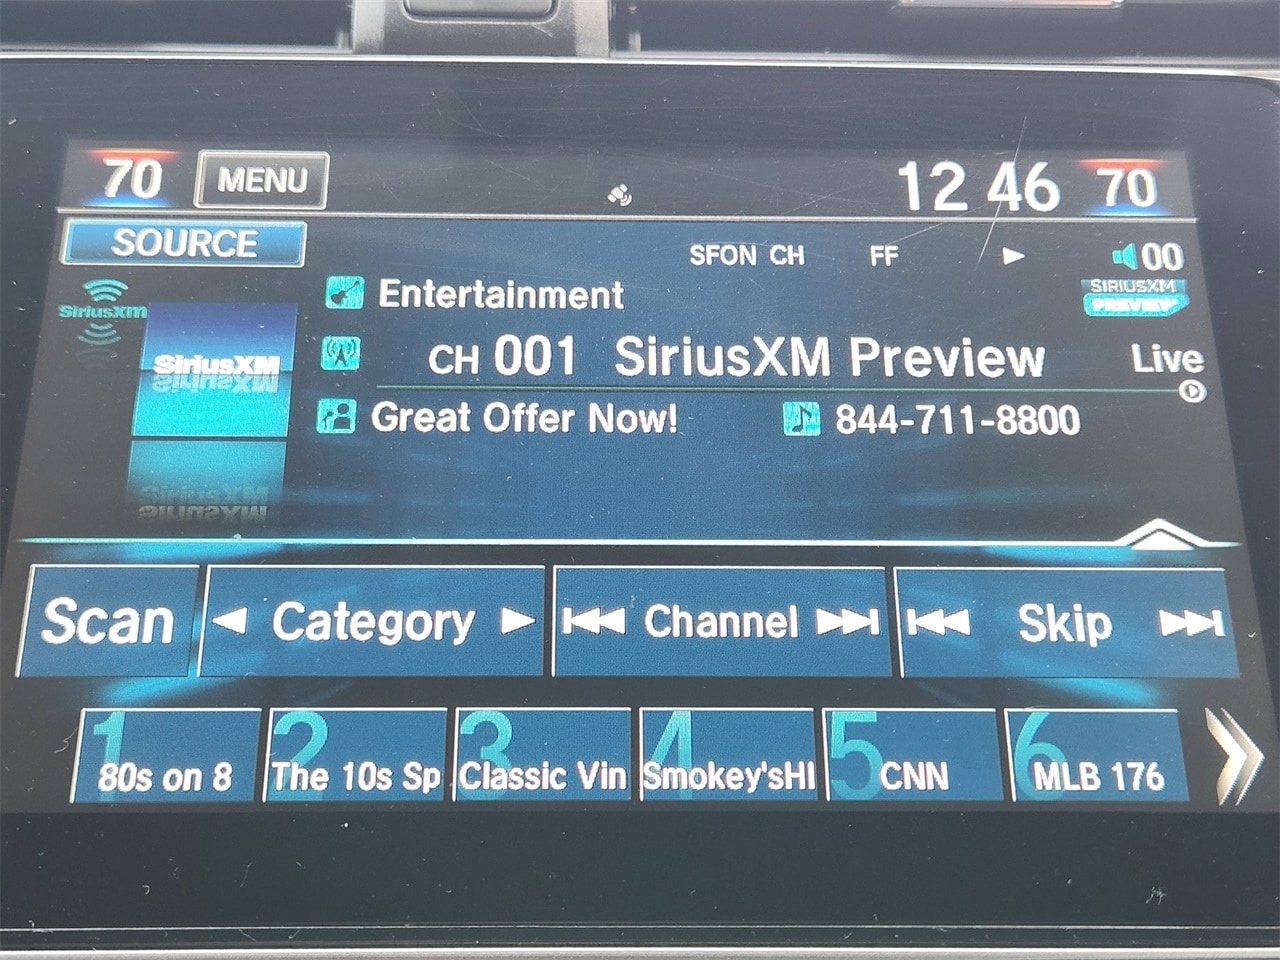 70 MENU 12 46 70
SOURCE
SFON CH FF 00
SiriusXM
SiriusXM
Entertainment
SIRIUSXM
PREVIEW
CH 001 SiriusXM Preview Live
Great Offer Now! 844-711-8800
Scan Category Channel Skip
1 2 3 4 5 6
80s on 8 The 10s Sp Classic Vin Smokey'sHI CNN MLB 176